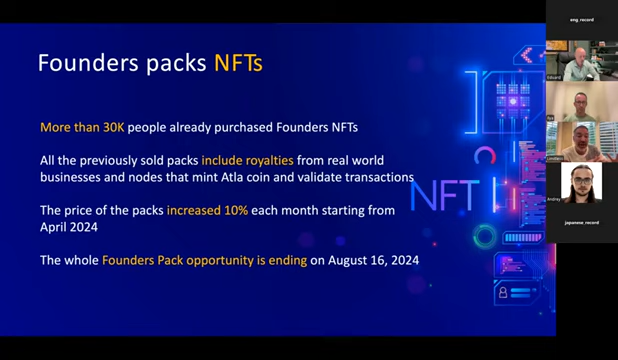 Founders packs NFTs
More than 30K people already purchased Founders NFTs
All the previously sold packs include royalties from real world
businesses and nodes that mint Atla coin and validate transactions
The price of the packs increased 10% each month starting from
April 2024
The whole Founders Pack opportunity is ending on August 16, 2024
NFT
eng_record
Eduard
Andrey
japanese_record